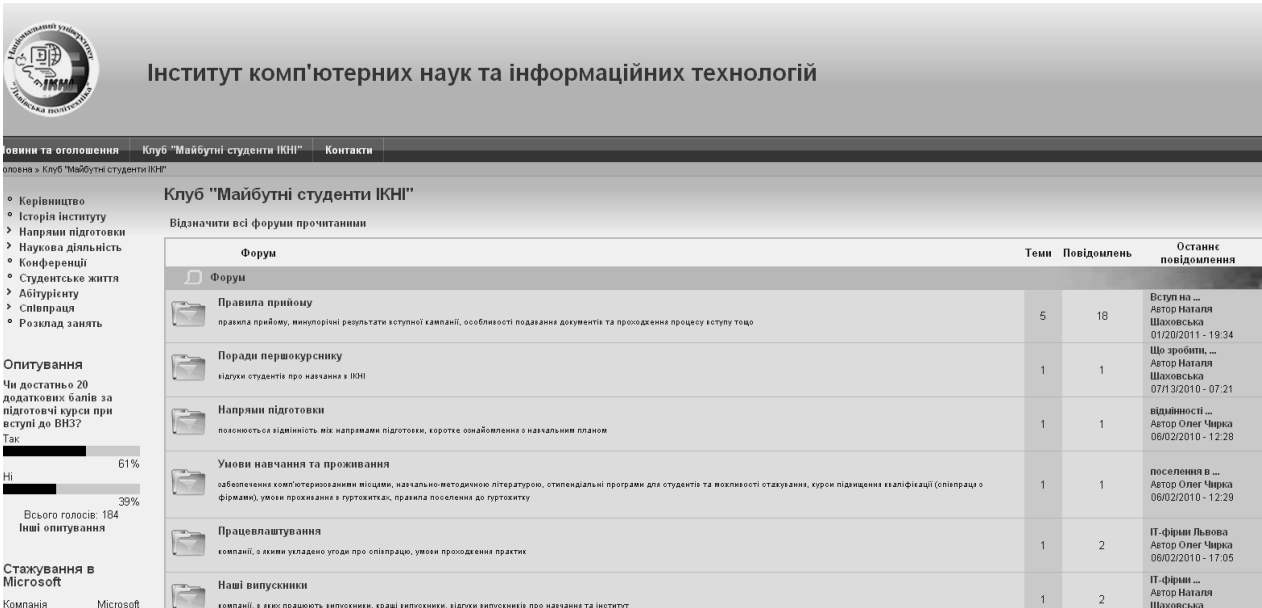 Національний університет
ІКНІ
"Львівська політехніка"
Інститут комп'ютерних наук та інформаційних технологій
Новини та оголошення Клуб "Майбутні студенти ІКНІ" Контакти
оловна » Клуб "Майбутні студенти ІКНІ"
Керівництво
Історія інституту
Напрями підготовки
Наукова діяльність
Конференції
Студентське життя
Абітурієнту
Співпраця
Розклад занять
Опитування
Чи достатньо 20
додаткових балів за
підготовчі курси при
вступі до ВНЗ?
Так
61%
Ні
39%
Всього голосів: 184
Інші опитування
Стажування в
Microsoft
Компанія Microsoft
Клуб "Майбутні студенти ІКНІ"
Відзначити всі форуми прочитаними
Форум Теми Повідомлень Останнє
повідомлення
Форум
Правила прийому
правила прийому, минулорічні результати вступної кампанії, особливості подавання документів та проходження процесу вступу тощо
5 18
Вступ на ...
Автор Наталя
Шаховська
01/20/2011 - 19:34
Поради першокурснику
відгуки студентів про навчання в ІКНІ
1 1
Що зробити, ...
Автор Наталя
Шаховська
07/13/2010 - 07:21
Напрями підготовки
пояснюється відмінність між напрямами підготовки, коротке ознайомлення з навчальним планом
1 1
відмінності ...
Автор Олег Чирка
06/02/2010 - 12:28
Умови навчання та проживання
забезпечення комп'ютеризованими місцями, навчально-методичною літературою, стипендіальні програми для студентів та можливості стажування, курси підвищення кваліфікації (співпраця з
фірмами), умови проживання в гуртожитках, правила поселення до гуртожитку
1 1
поселення в ...
Автор Олег Чирка
06/02/2010 - 12:29
Працевлаштування
компанії, з якими укладено угоди про співпрацю, умови проходження практик
1 2
ІТ-фірми Львова
Автор Олег Чирка
06/02/2010 - 17:05
Наші випускники
компанії, в яких працюють випускники, кращі випускники, відгуки випускників про навчання та інститут
1 2
ІТ-фірми ...
Автор Наталя
Шаховська